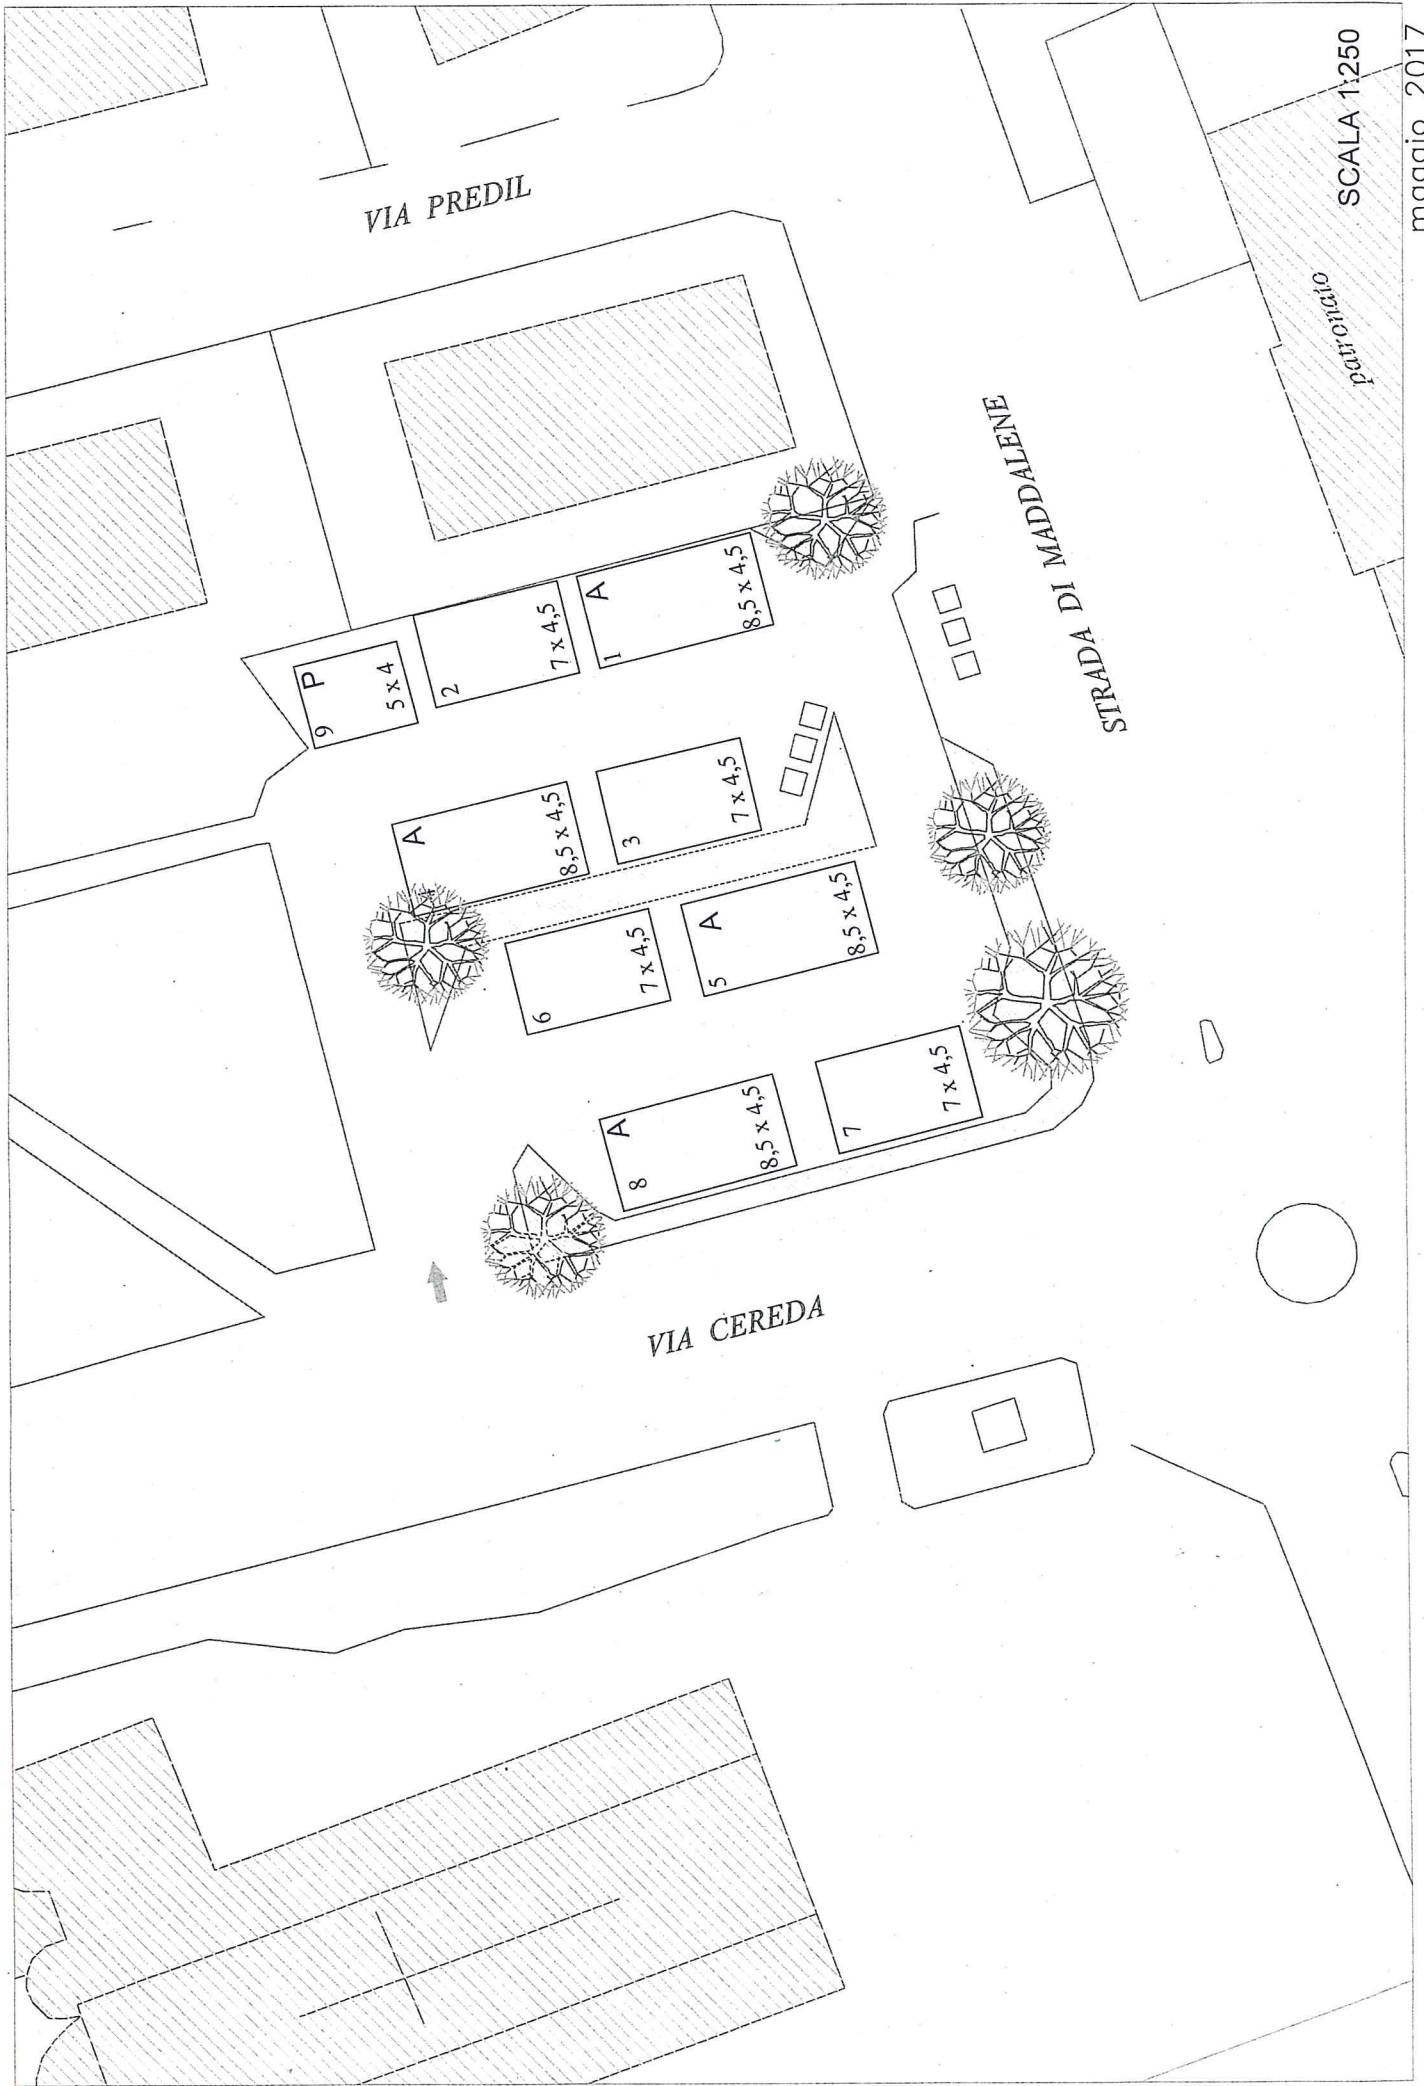 SCALA 1:250
maggio 2017
VIA PREDIL
patronato
STRADA DI MADDALENE
VIA CEREDA
9 P
5 x 4
2
7 x 4,5
1 A
8,5 x 4,5
A
8,5 x 4,5
3
7 x 4,5
6
7 x 4,5
5 A
8,5 x 4,5
8 A
8,5 x 4,5
7
7 x 4,5